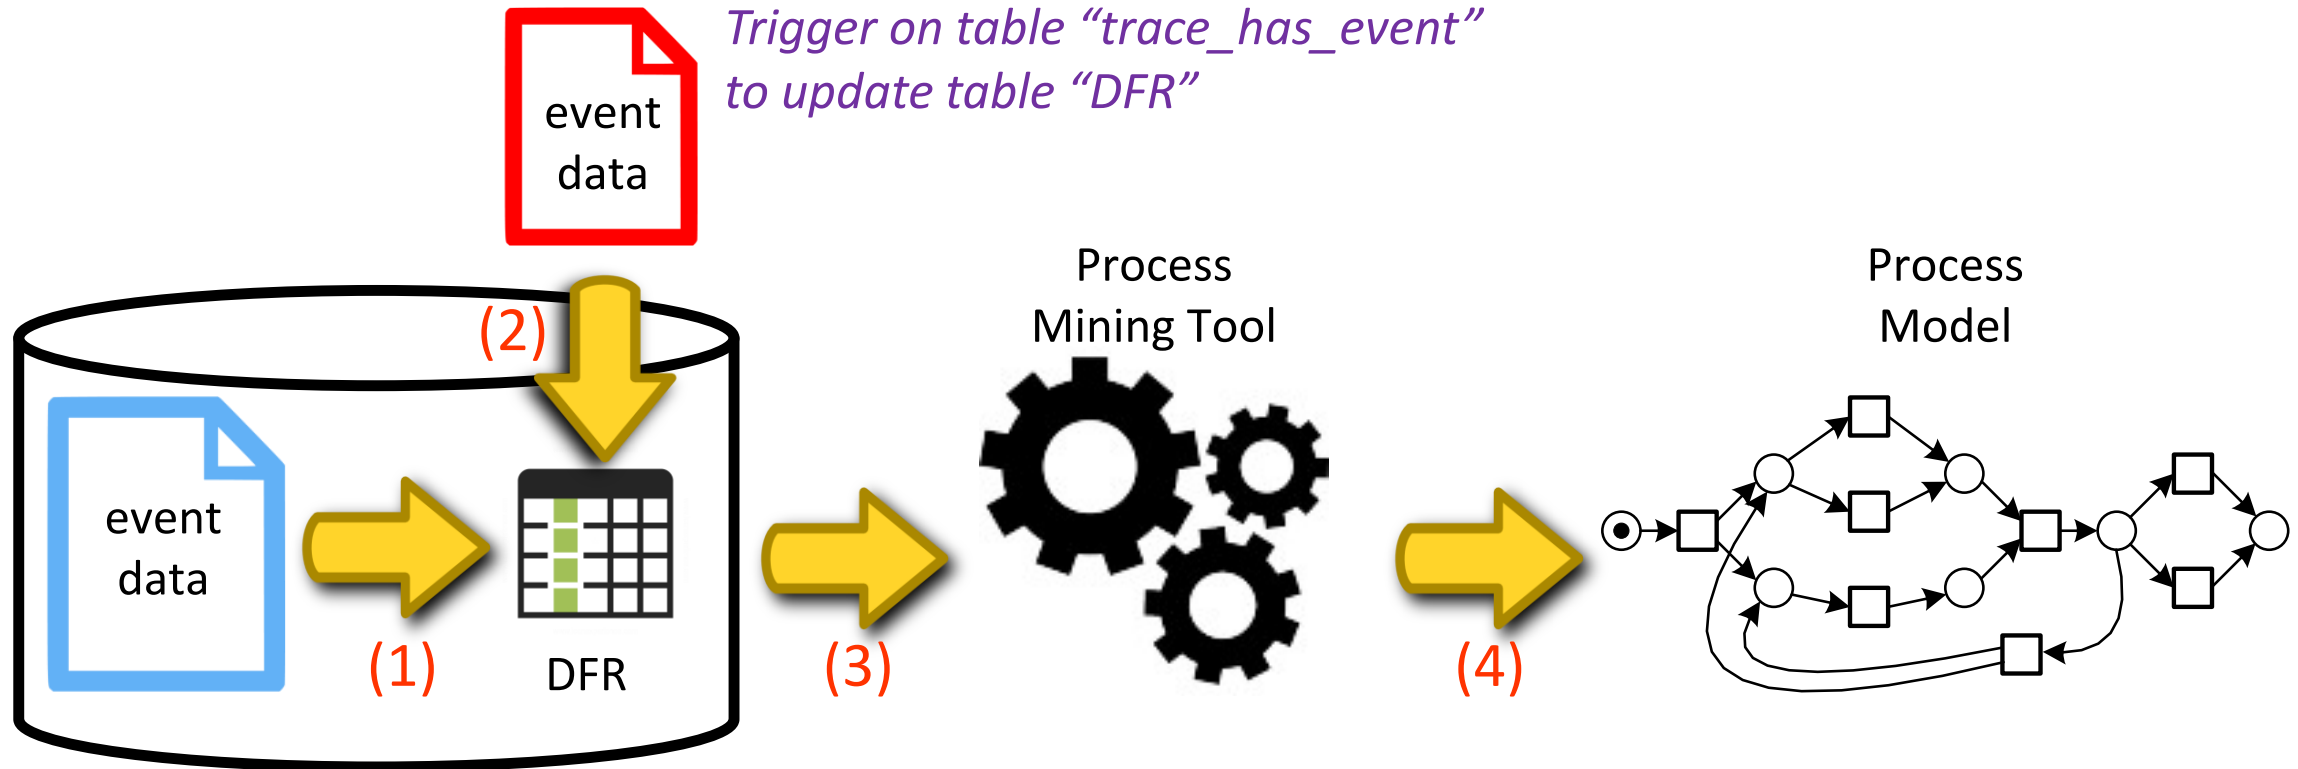 Trigger on table “trace_has_event”
to update table “DFR”
event
data
(2)
Process
Mining Tool
Process
Model
event
data
(1)
DFR
(3)
(4)